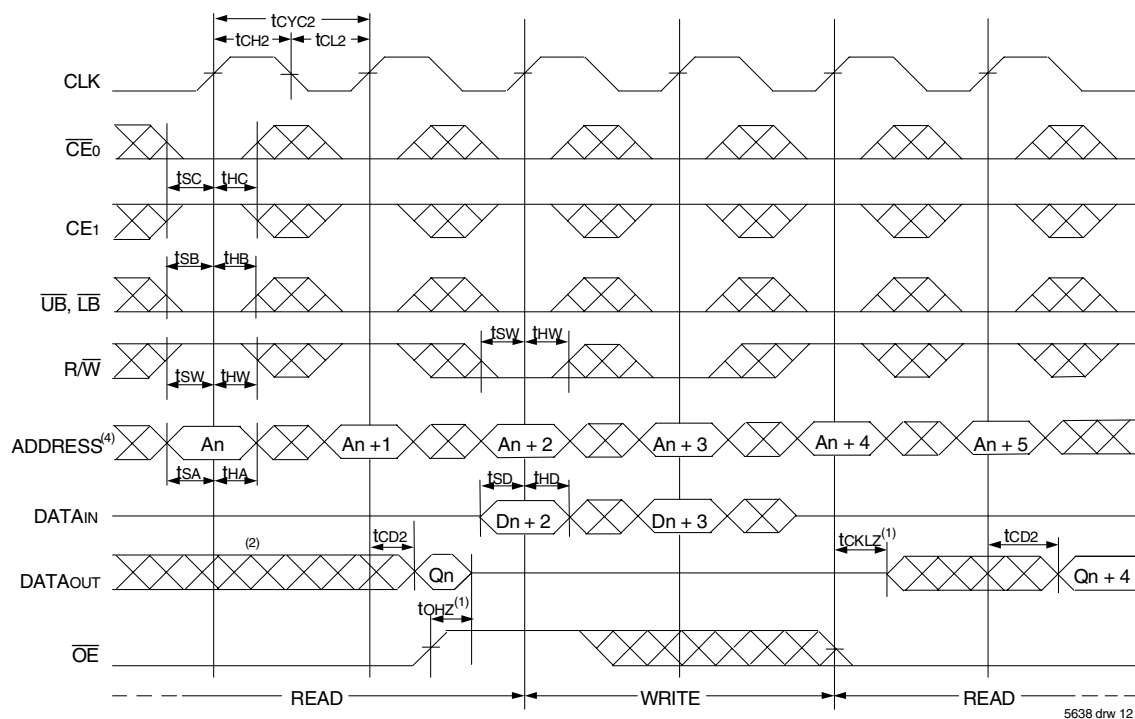 tCYC2
tCH2 tCL2
CLK
CE0
tSC tHC
CE1
tSB tHB
UB, LB
tSW tHW
R/W
tSW tHW
ADDRESS(4) An An + 1 An + 2 An + 3 An + 4 An + 5
tSA tHA tSD tHD
DATAIN Dn + 2 Dn + 3
(2) tCD2 tCKLZ(1) tCD2
DATAOUT Qn Qn + 4
tOHZ(1)
OE
READ WRITE READ
5638 drw 12